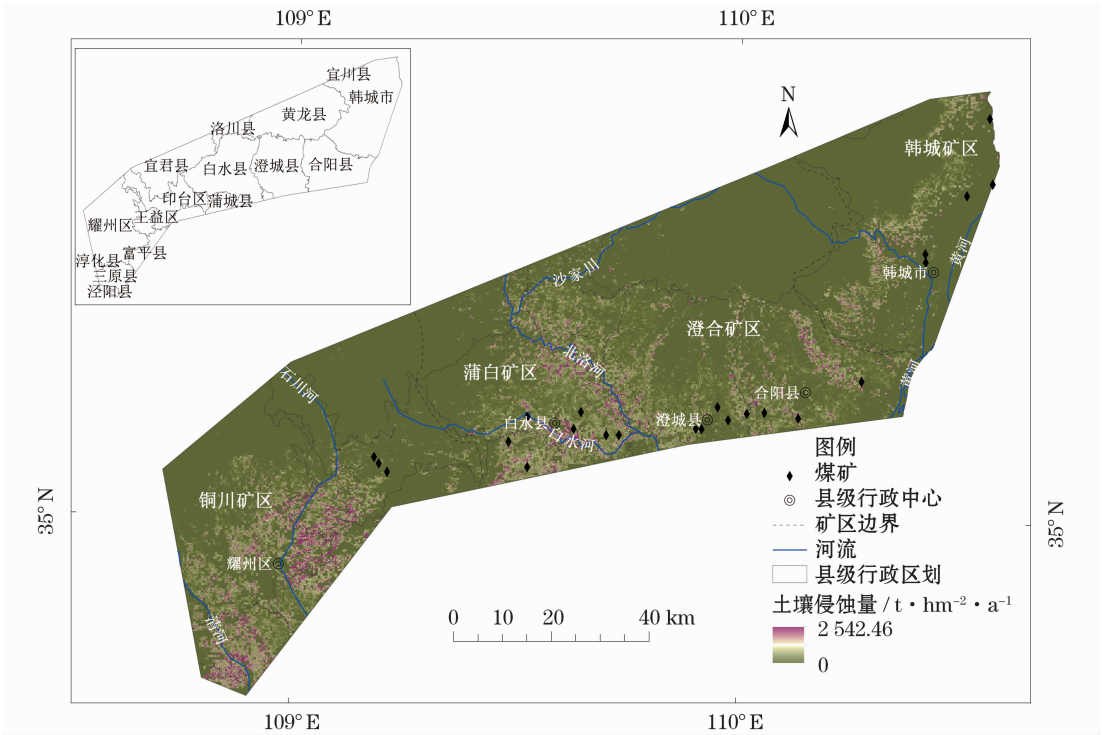 109° E
110° E
宜川县
韩城市
黄龙县
洛川县
宜君县
白水县
澄城县
合阳县
印台区
蒲城县
王益区
耀州区
富平县
淳化县
三原县
泾阳县
N
韩城矿区
黄河
韩城市
沙家川
澄合矿区
北洛河
蒲白矿区
石川河
黄河
合阳县
白水县
澄城县
白水河
铜川矿区
耀州区
清河
35° N
35° N
图例
煤矿
县级行政中心
矿区边界
河流
县级行政区划
土壤侵蚀量 / t·hm⁻²·a⁻¹
2 542.46
0
0 10 20 40 km
109° E
110° E